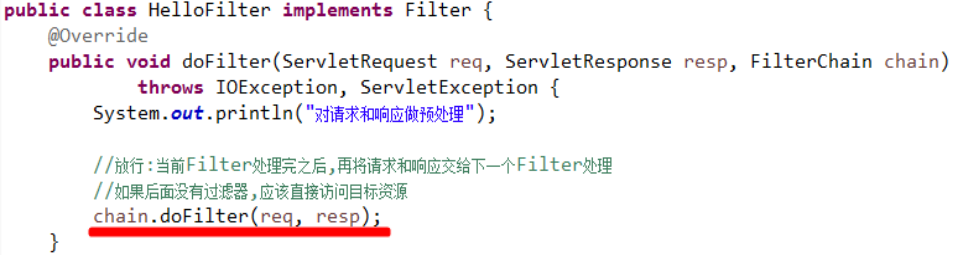 public class HelloFilter implements Filter {
@Override
public void doFilter(ServletRequest req, ServletResponse resp, FilterChain chain)
throws IOException, ServletException {
System.out.println("对请求和响应做预处理");
//放行:当前Filter处理完之后,再将请求和响应交给下一个Filter处理
//如果后面没有过滤器,应该直接访问目标资源
chain.doFilter(req, resp);
}